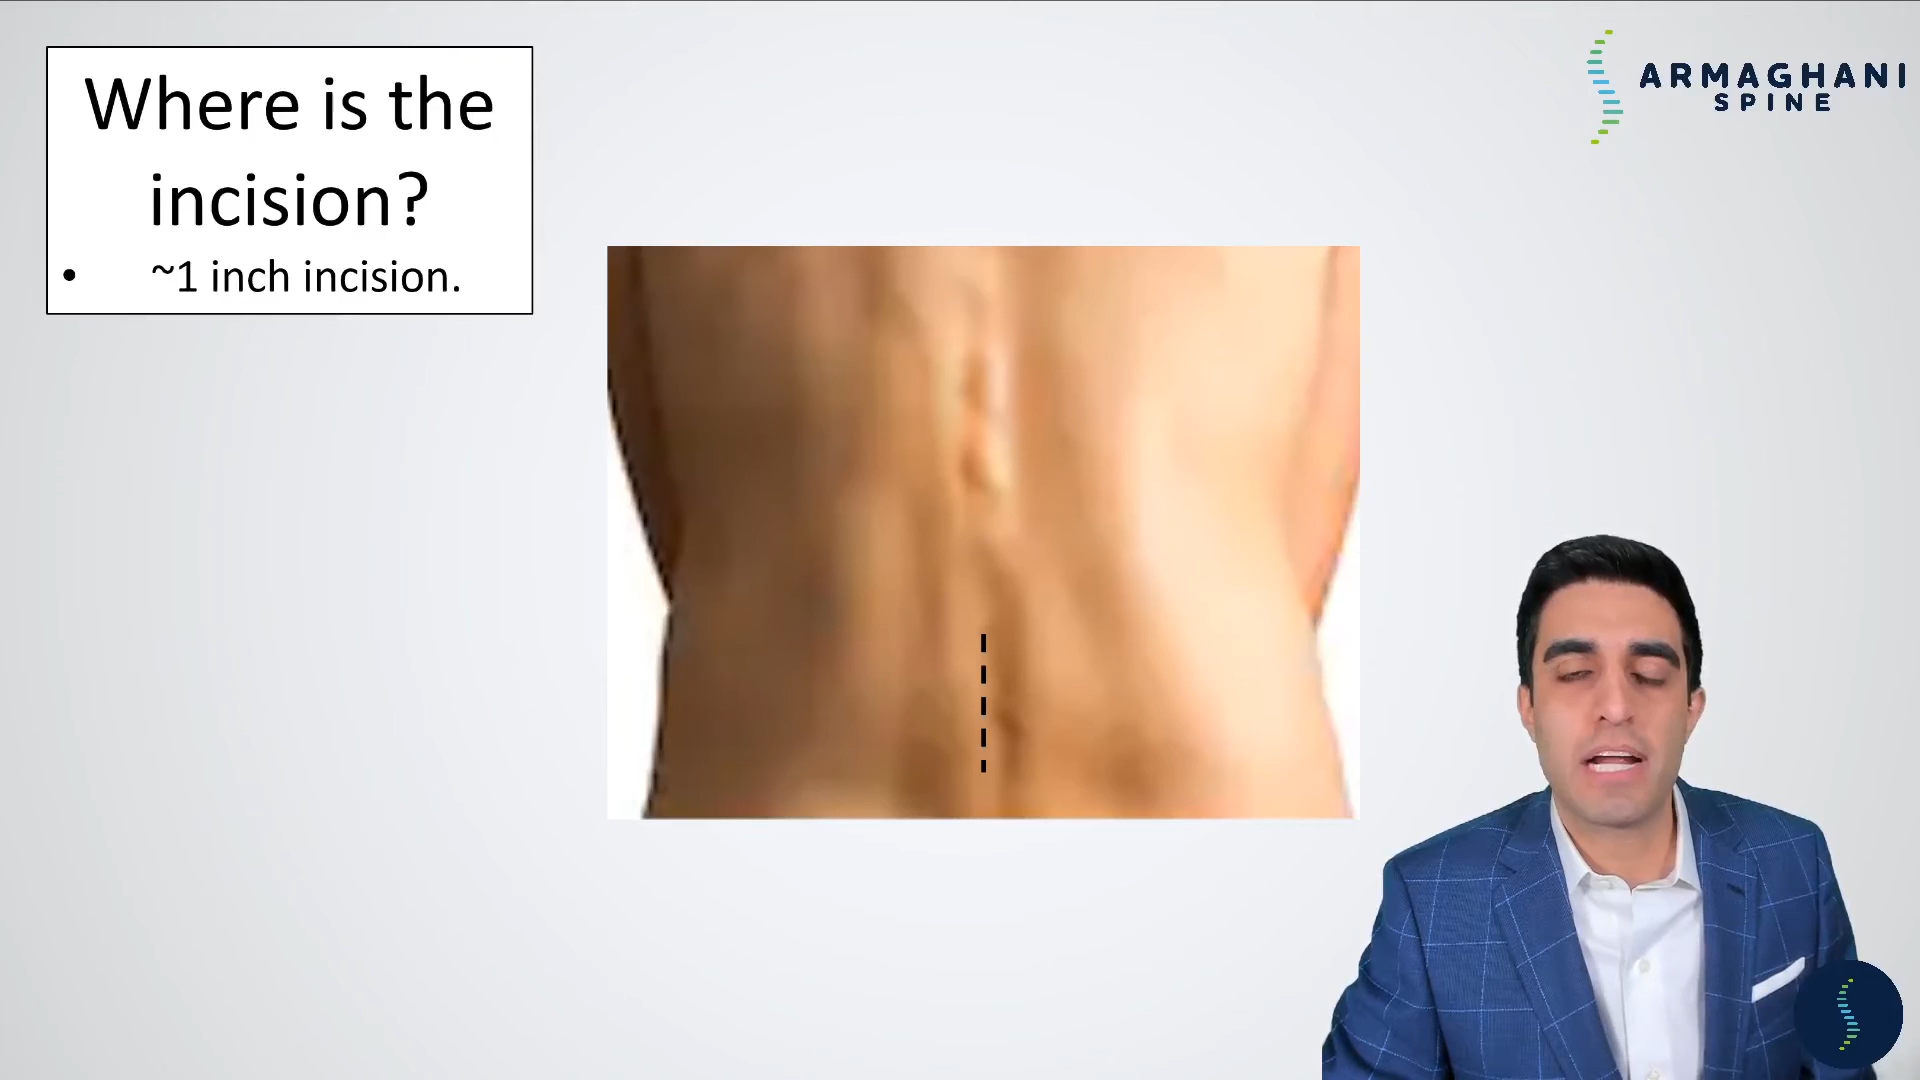 Where is the
incision?
• ~1 inch incision.
ARMAGHANI
SPINE